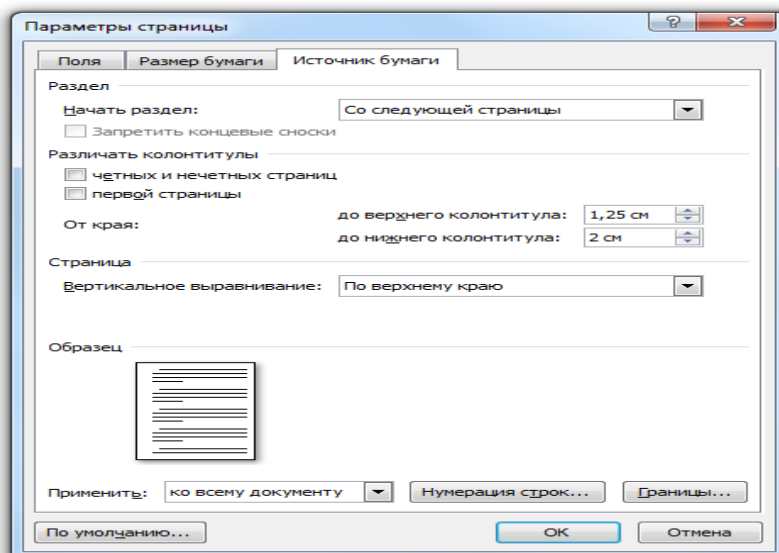 Параметры страницы
Поля Размер бумаги Источник бумаги
Раздел
Начать раздел: Со следующей страницы
Запретить концевые сноски
Различать колонтитулы
четных и нечетных страниц
первой страницы
От края:
до верхнего колонтитула: 1,25 см
до нижнего колонтитула: 2 см
Страница
Вертикальное выравнивание: По верхнему краю
Образец
Применить: ко всему документу Нумерация строк... Границы...
По умолчанию... ОК Отмена